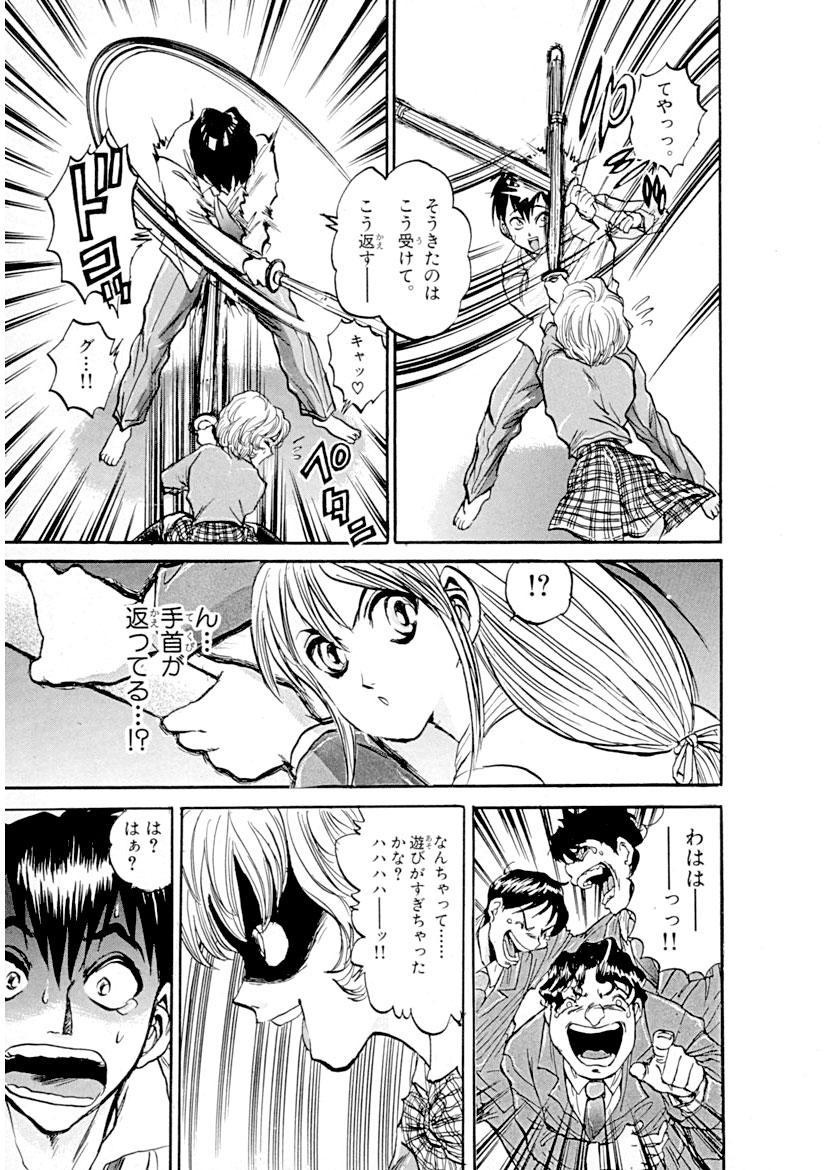 てやっっ。
そうきたのは
こう受けて。
こう返す――
ドコッ
キャッ♡
グ…!!
ペタン
!?
ん…
手首が
返ってる…!?
わはは――
――っっ!!
なんちゃって……
遊びがすぎちゃった
かな?
ハハハハ――ッ!!
は?
はぁ?